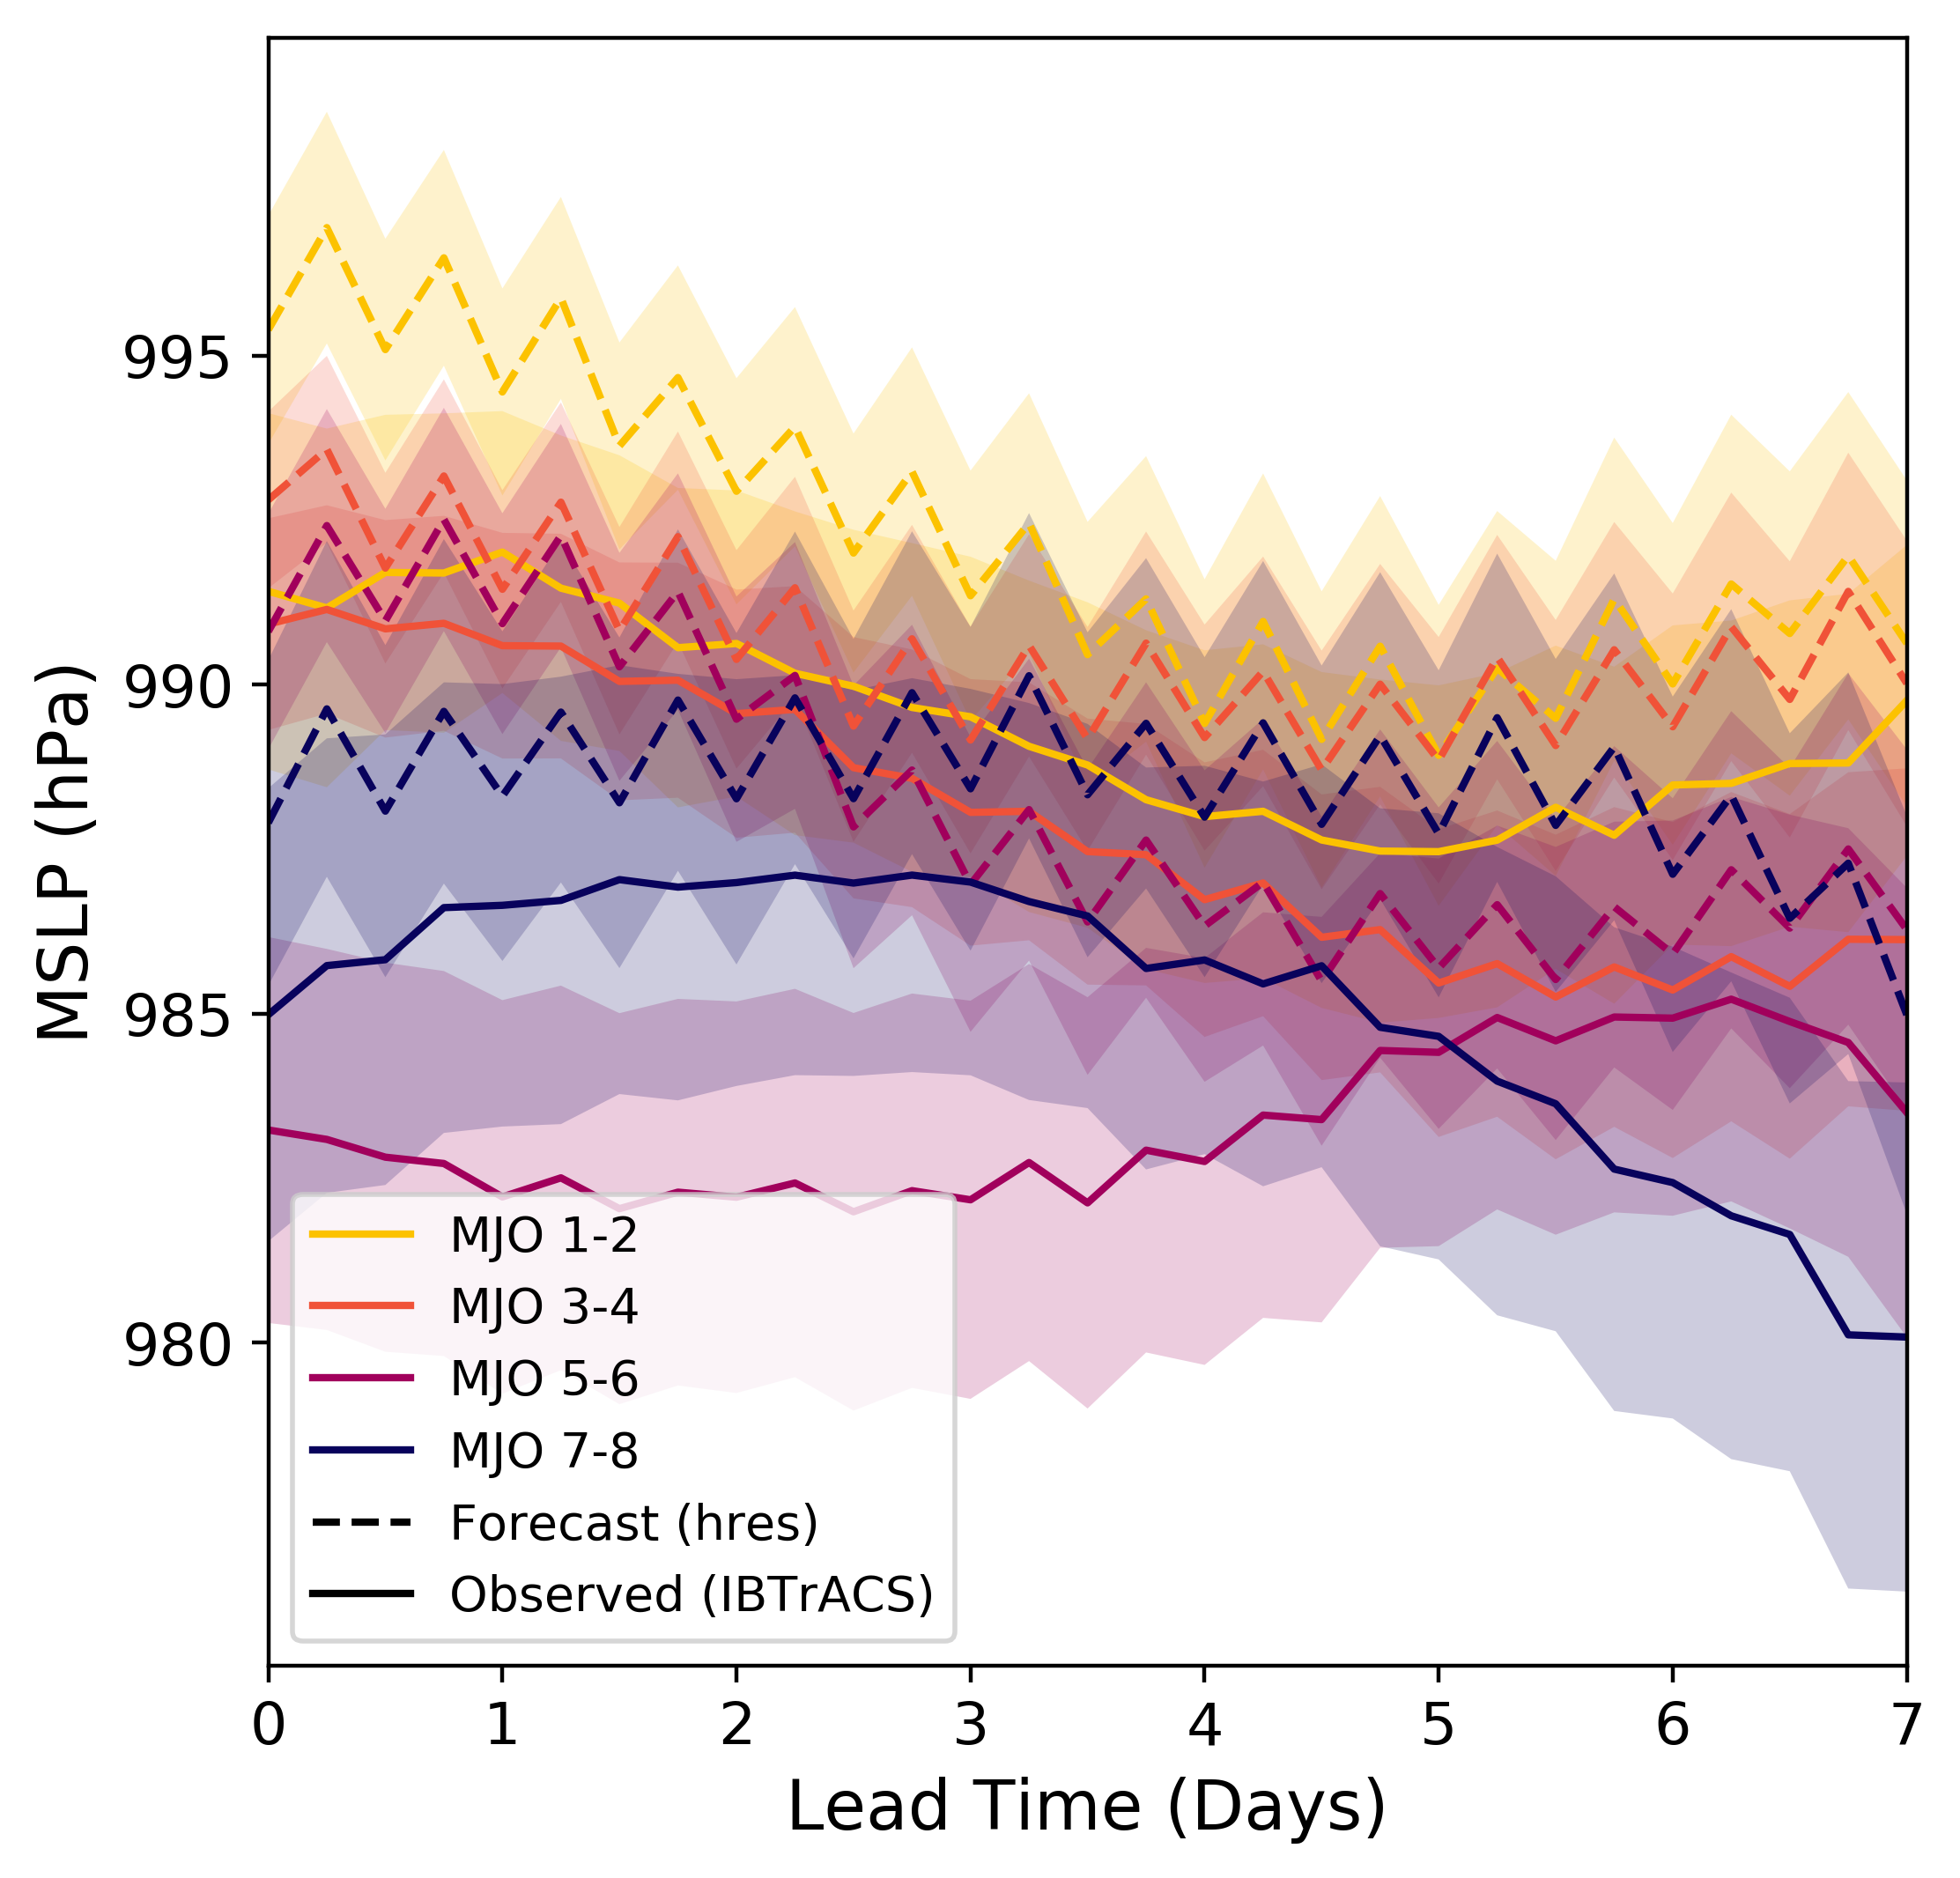 995
990
985
980
MSLP (hPa)
MJO 1-2
MJO 3-4
MJO 5-6
MJO 7-8
Forecast (hres)
Observed (IBTrACS)
0 1 2 3 4 5 6 7
Lead Time (Days)